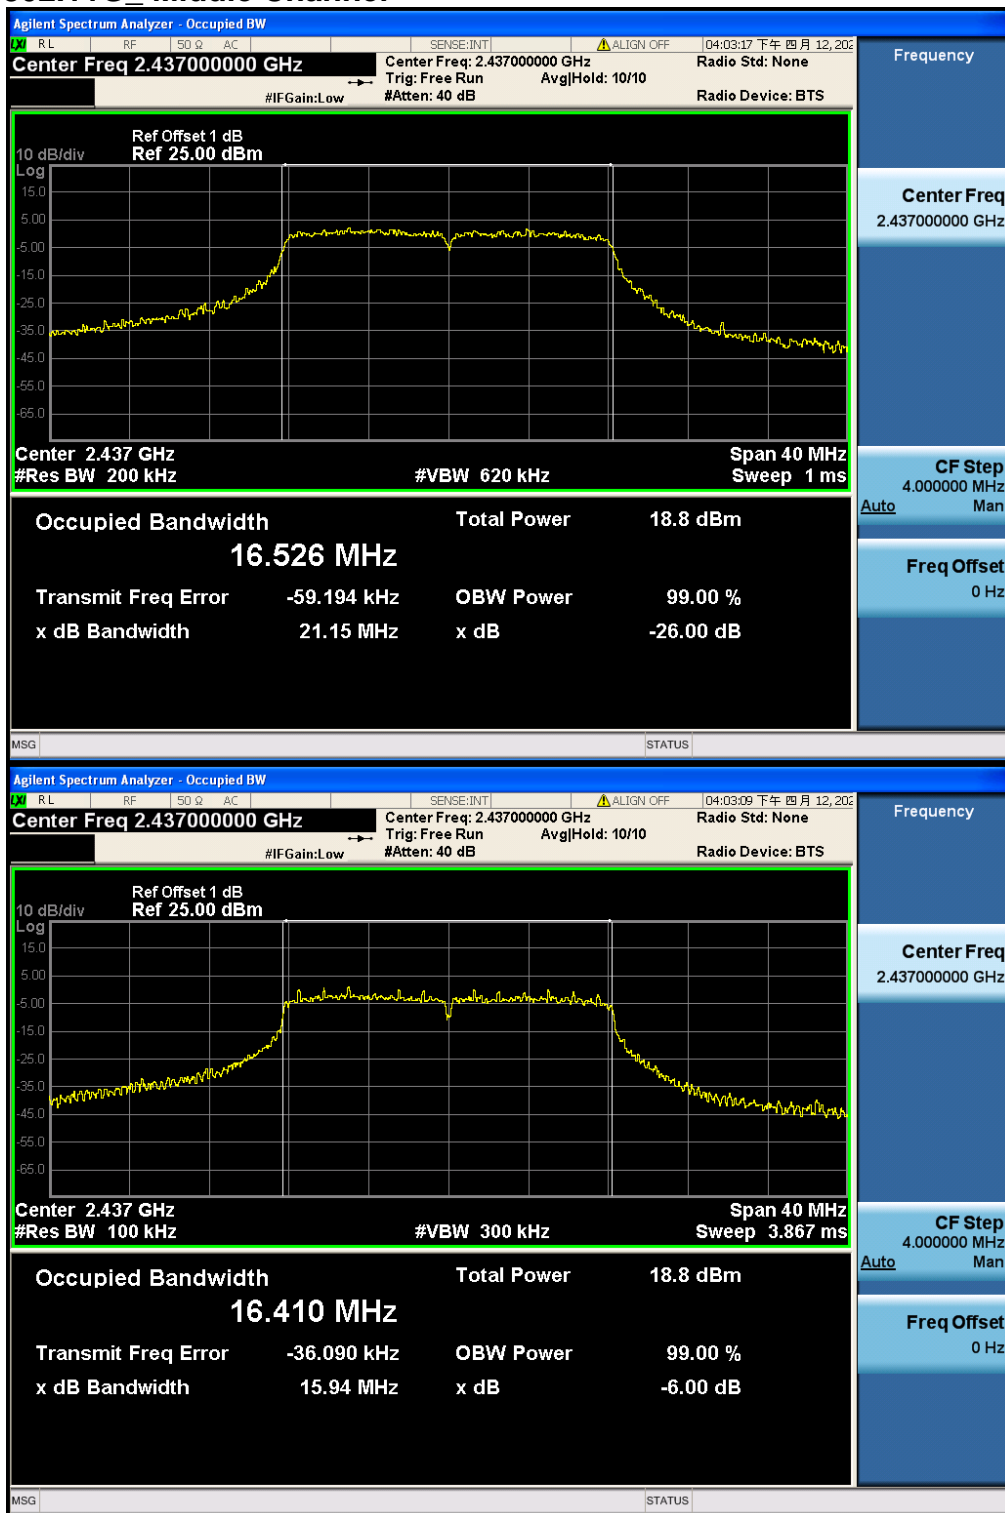 Agilent Spectrum Analyzer - Occupied BW
LXI RL RF 50 Ω AC SENSE:INT ALIGN OFF 04:03:17 下午 四月 12, 202
Center Freq 2.437000000 GHz
Center Freq: 2.437000000 GHz
Radio Std: None
Trig: Free Run Avg|Hold: 10/10
#IFGain:Low #Atten: 40 dB Radio Device: BTS
Frequency
Ref Offset 1 dB
10 dB/div Ref 25.00 dBm
Log
15.0
5.00
-5.00
-15.0
-25.0
-35.0
-45.0
-55.0
-65.0
Center 2.437 GHz Span 40 MHz
#Res BW 200 kHz #VBW 620 kHz Sweep 1 ms
Center Freq
2.437000000 GHz
CF Step
4.000000 MHz
Auto Man
Freq Offset
0 Hz
Occupied Bandwidth Total Power 18.8 dBm
16.526 MHz
Transmit Freq Error -59.194 kHz OBW Power 99.00 %
x dB Bandwidth 21.15 MHz x dB -26.00 dB
MSG STATUS
Agilent Spectrum Analyzer - Occupied BW
LXI RL RF 50 Ω AC SENSE:INT ALIGN OFF 04:03:09 下午 四月 12, 202
Center Freq 2.437000000 GHz
Center Freq: 2.437000000 GHz
Radio Std: None
Trig: Free Run Avg|Hold: 10/10
#IFGain:Low #Atten: 40 dB Radio Device: BTS
Frequency
Ref Offset 1 dB
10 dB/div Ref 25.00 dBm
Log
15.0
5.00
-5.00
-15.0
-25.0
-35.0
-45.0
-55.0
-65.0
Center 2.437 GHz Span 40 MHz
#Res BW 100 kHz #VBW 300 kHz Sweep 3.867 ms
Center Freq
2.437000000 GHz
CF Step
4.000000 MHz
Auto Man
Freq Offset
0 Hz
Occupied Bandwidth Total Power 18.8 dBm
16.410 MHz
Transmit Freq Error -36.090 kHz OBW Power 99.00 %
x dB Bandwidth 15.94 MHz x dB -6.00 dB
MSG STATUS